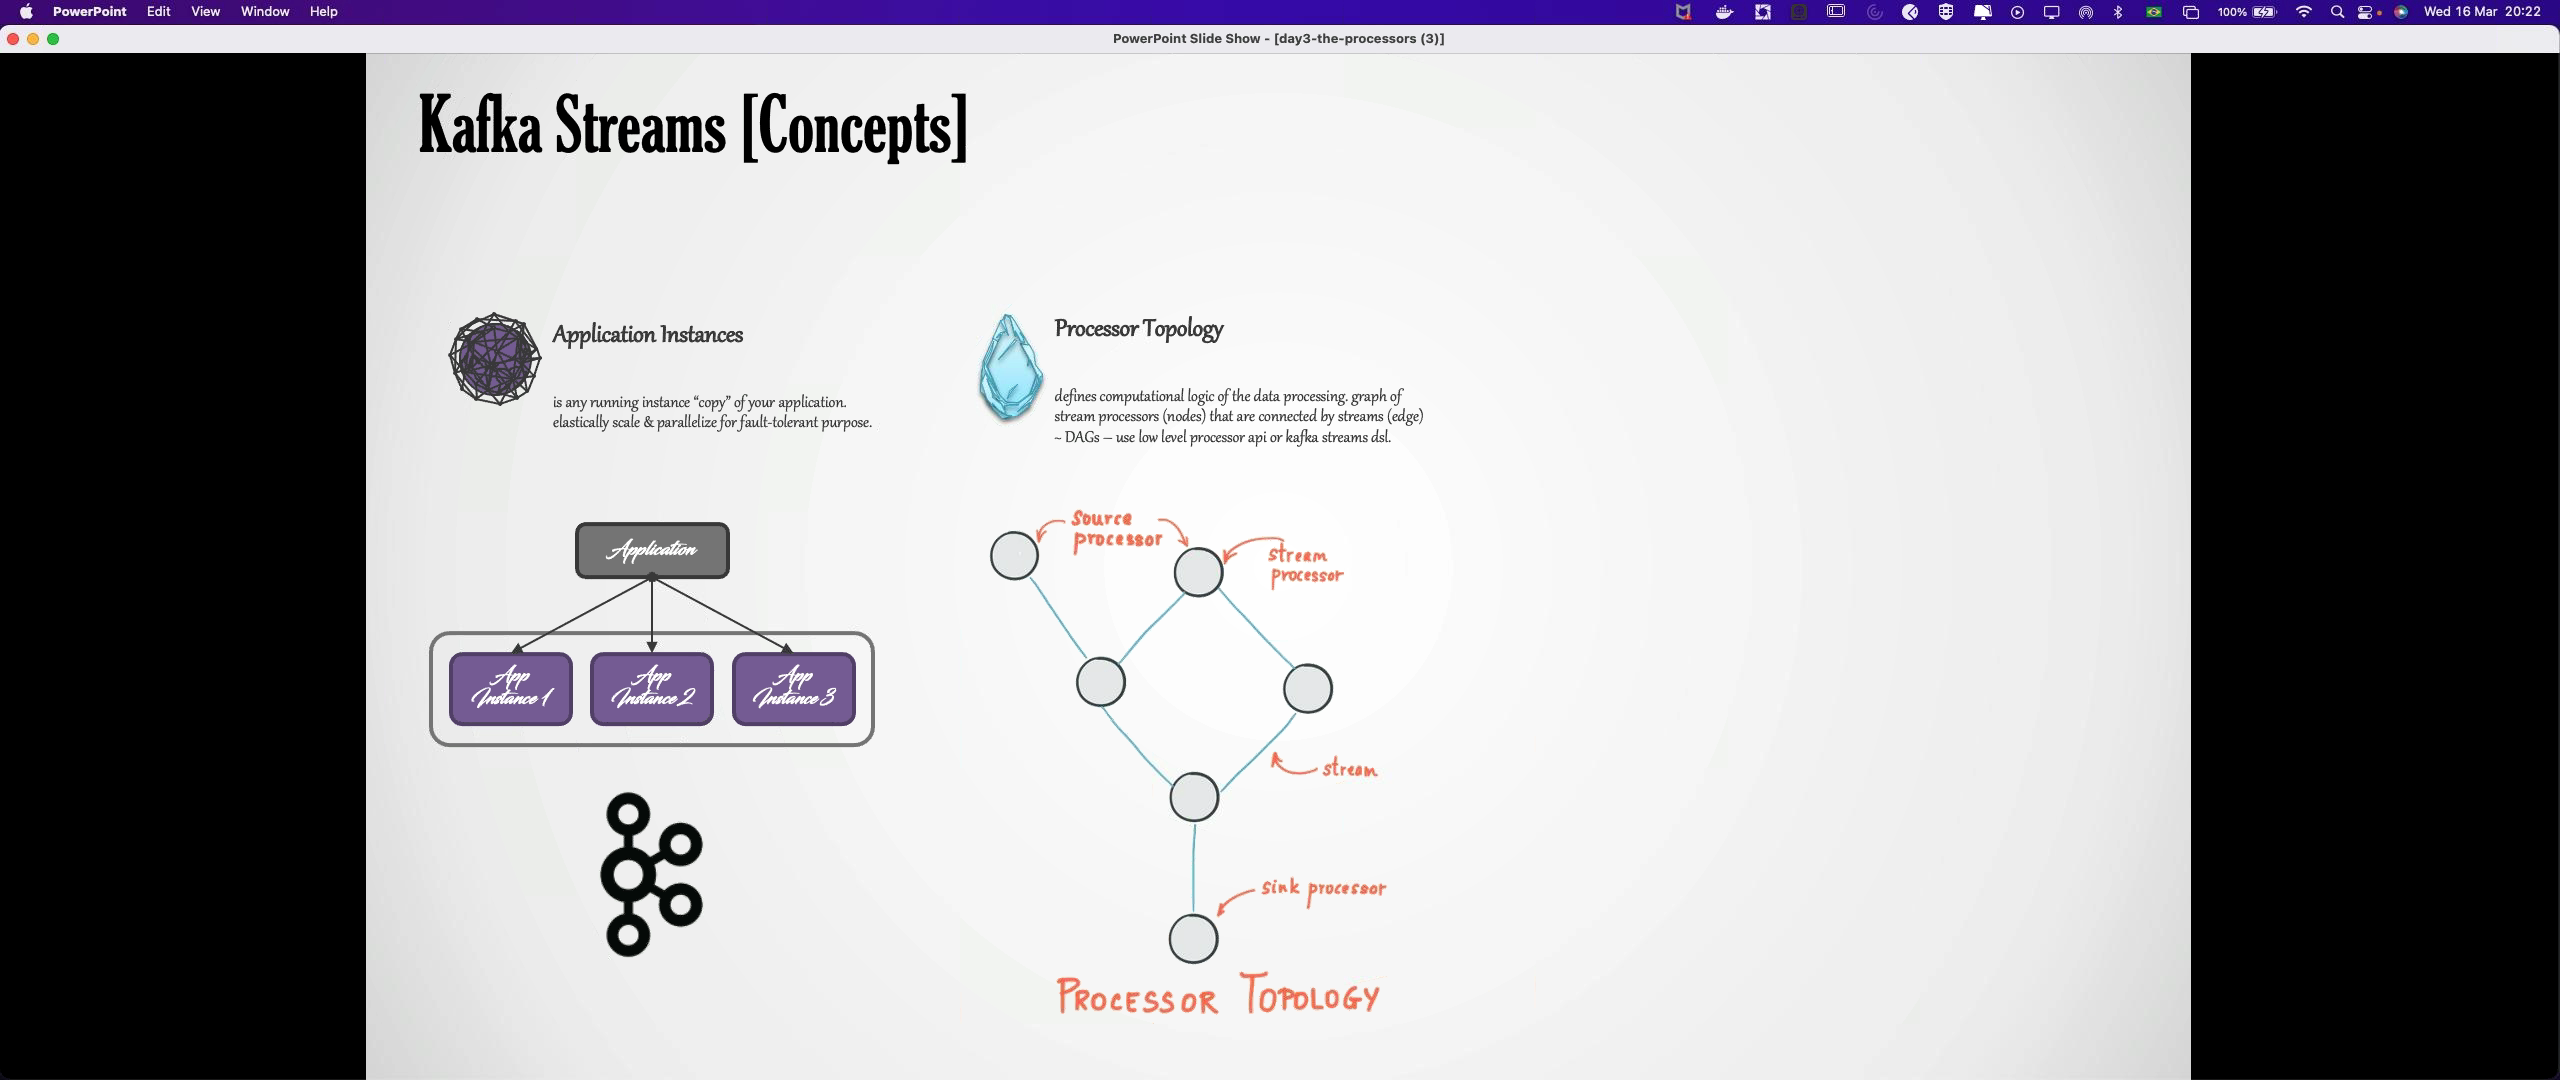 PowerPoint Edit View Window Help
100%
Wed 16 Mar 20:22
PowerPoint Slide Show - [day3-the-processors (3)]
Kafka Streams [Concepts]
Application Instances
is any running instance “copy” of your application.
elastically scale & parallelize for fault-tolerant purpose.
Application
App
Instance 1
App
Instance 2
App
Instance 3
Processor Topology
defines computational logic of the data processing. graph of
stream processors (nodes) that are connected by streams (edge)
~ DAGs – use low level processor api or kafka streams dsl.
Source
processor
stream
processor
stream
sink processor
PROCESSOR TOPOLOGY